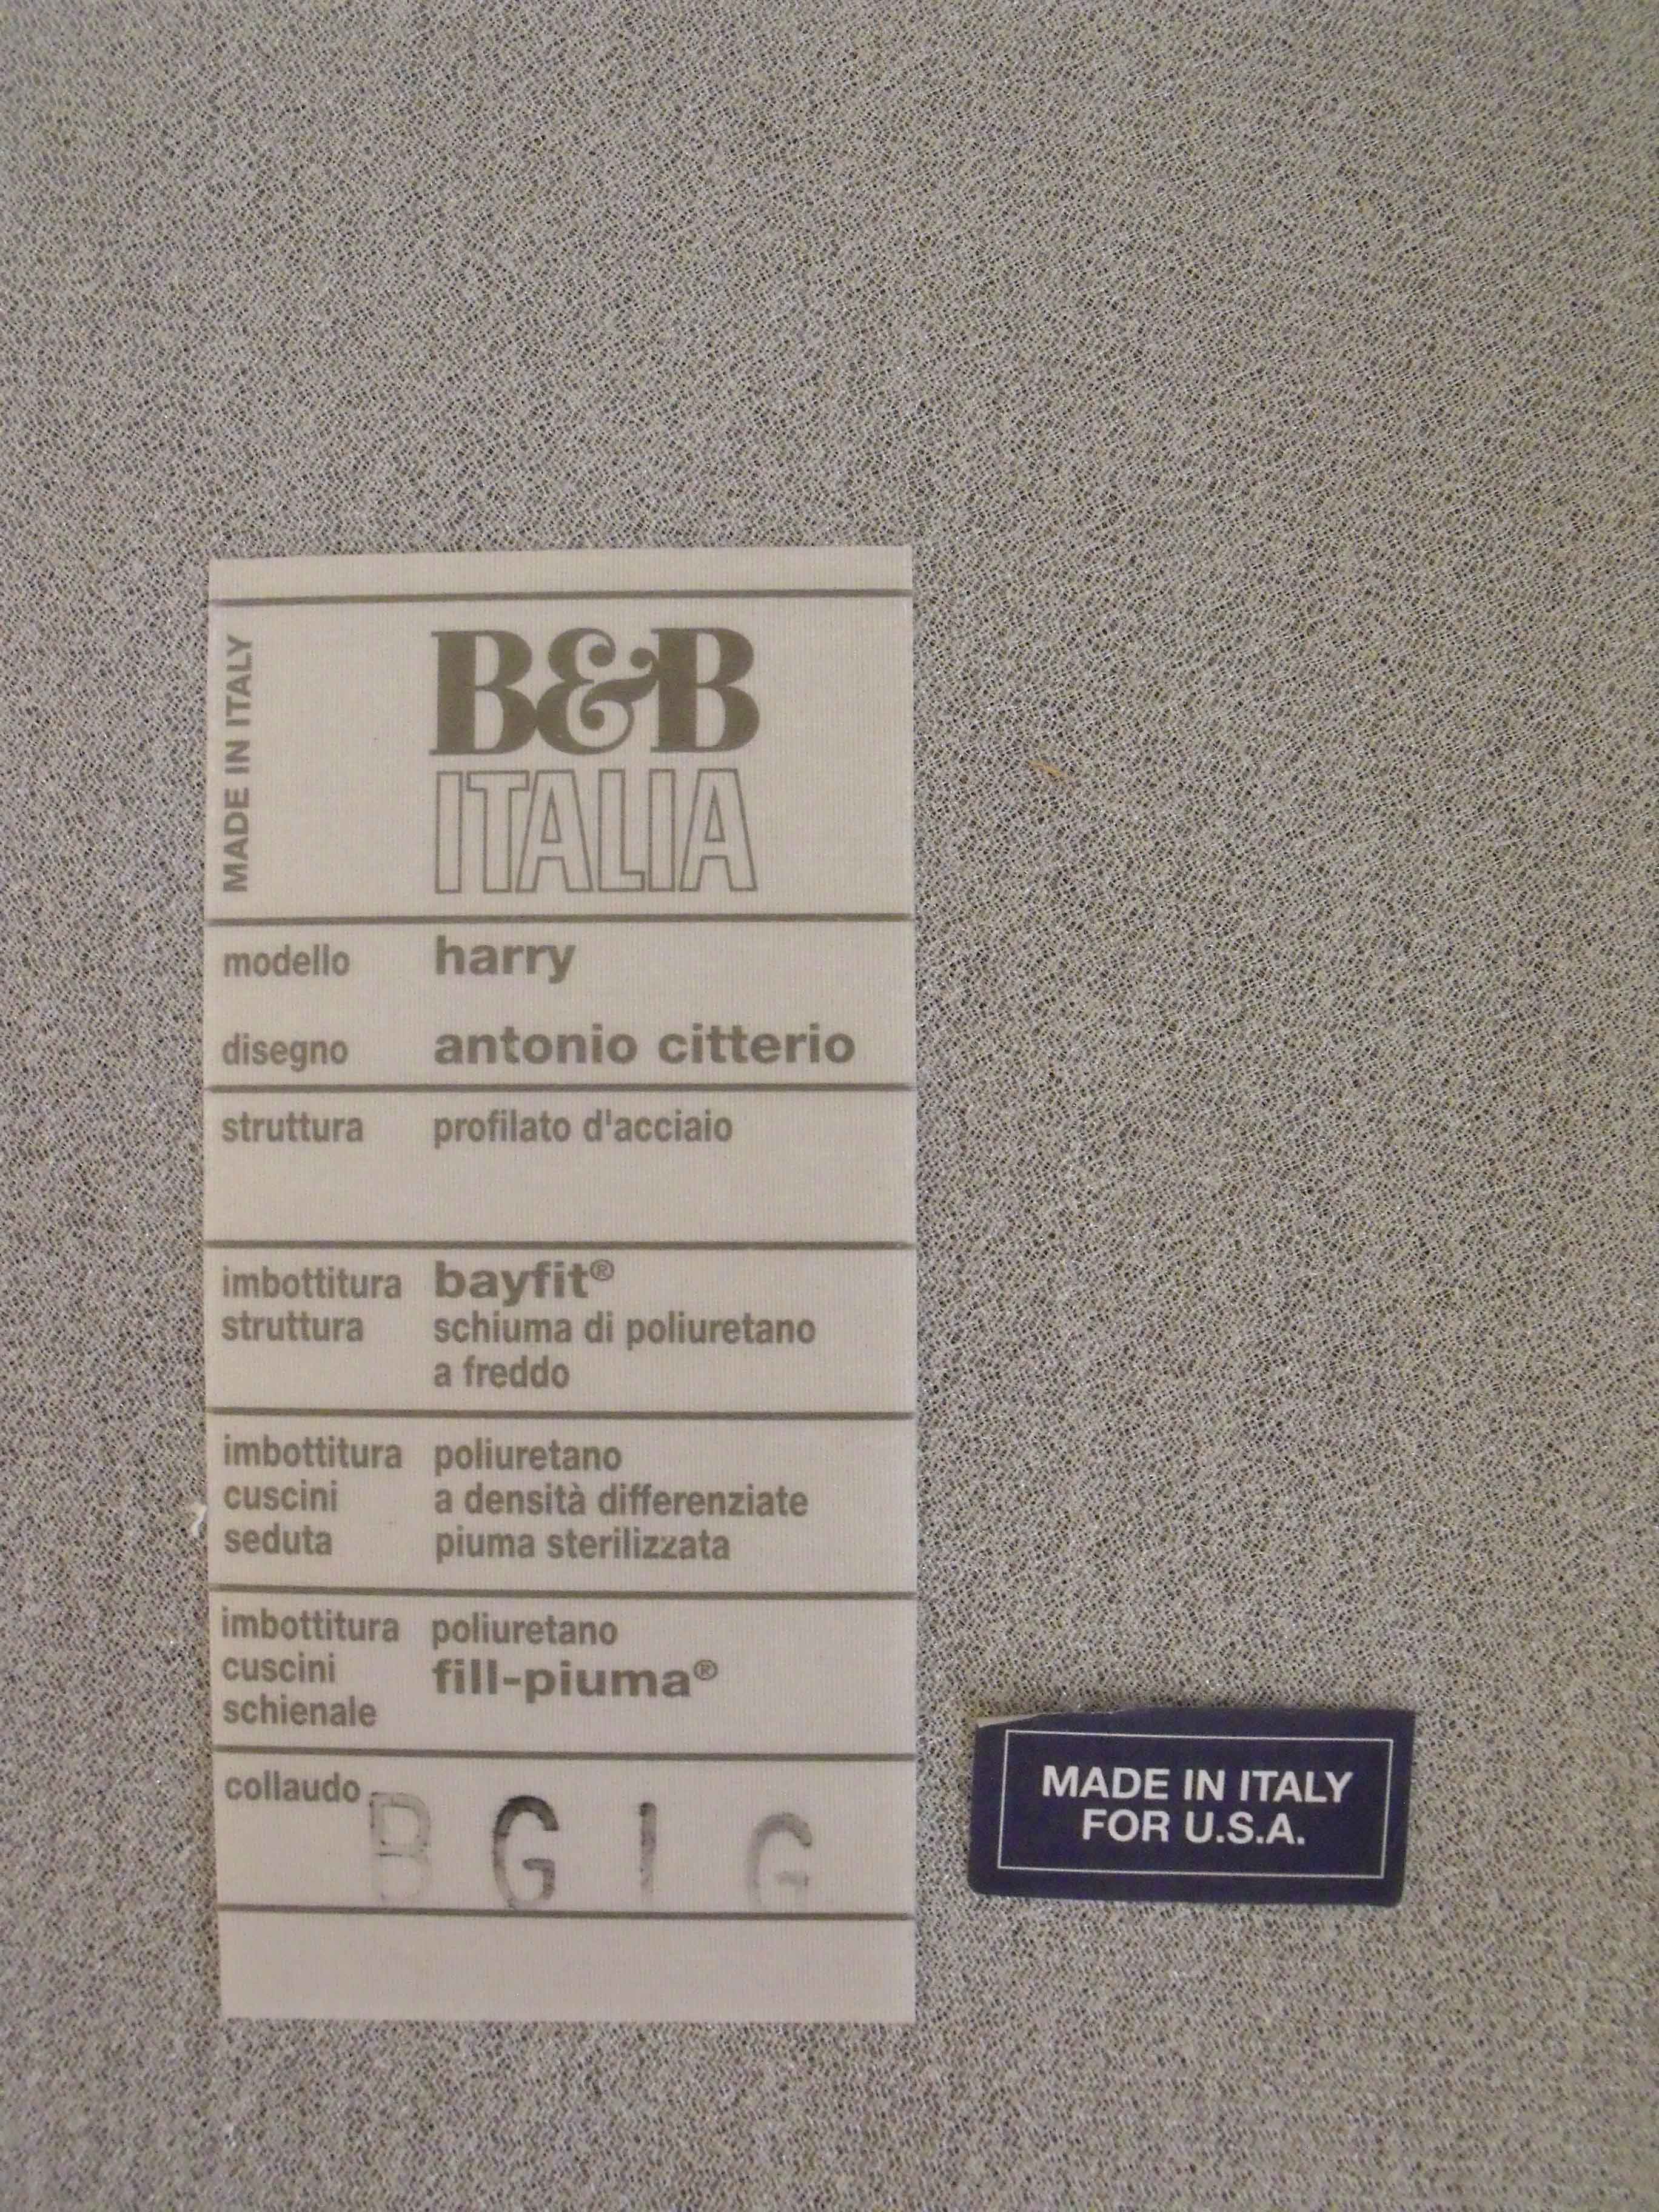 MADE IN ITALY
B&B
ITALIA
modello harry
disegno antonio citterio
struttura profilato d'acciaio
imbottitura bayfit®
struttura schiuma di poliuretano
a freddo
imbottitura poliuretano
cuscini a densità differenziate
seduta piuma sterilizzata
imbottitura poliuretano
cuscini fill-piuma®
schienale
collaudo B G I G
MADE IN ITALY
FOR U.S.A.